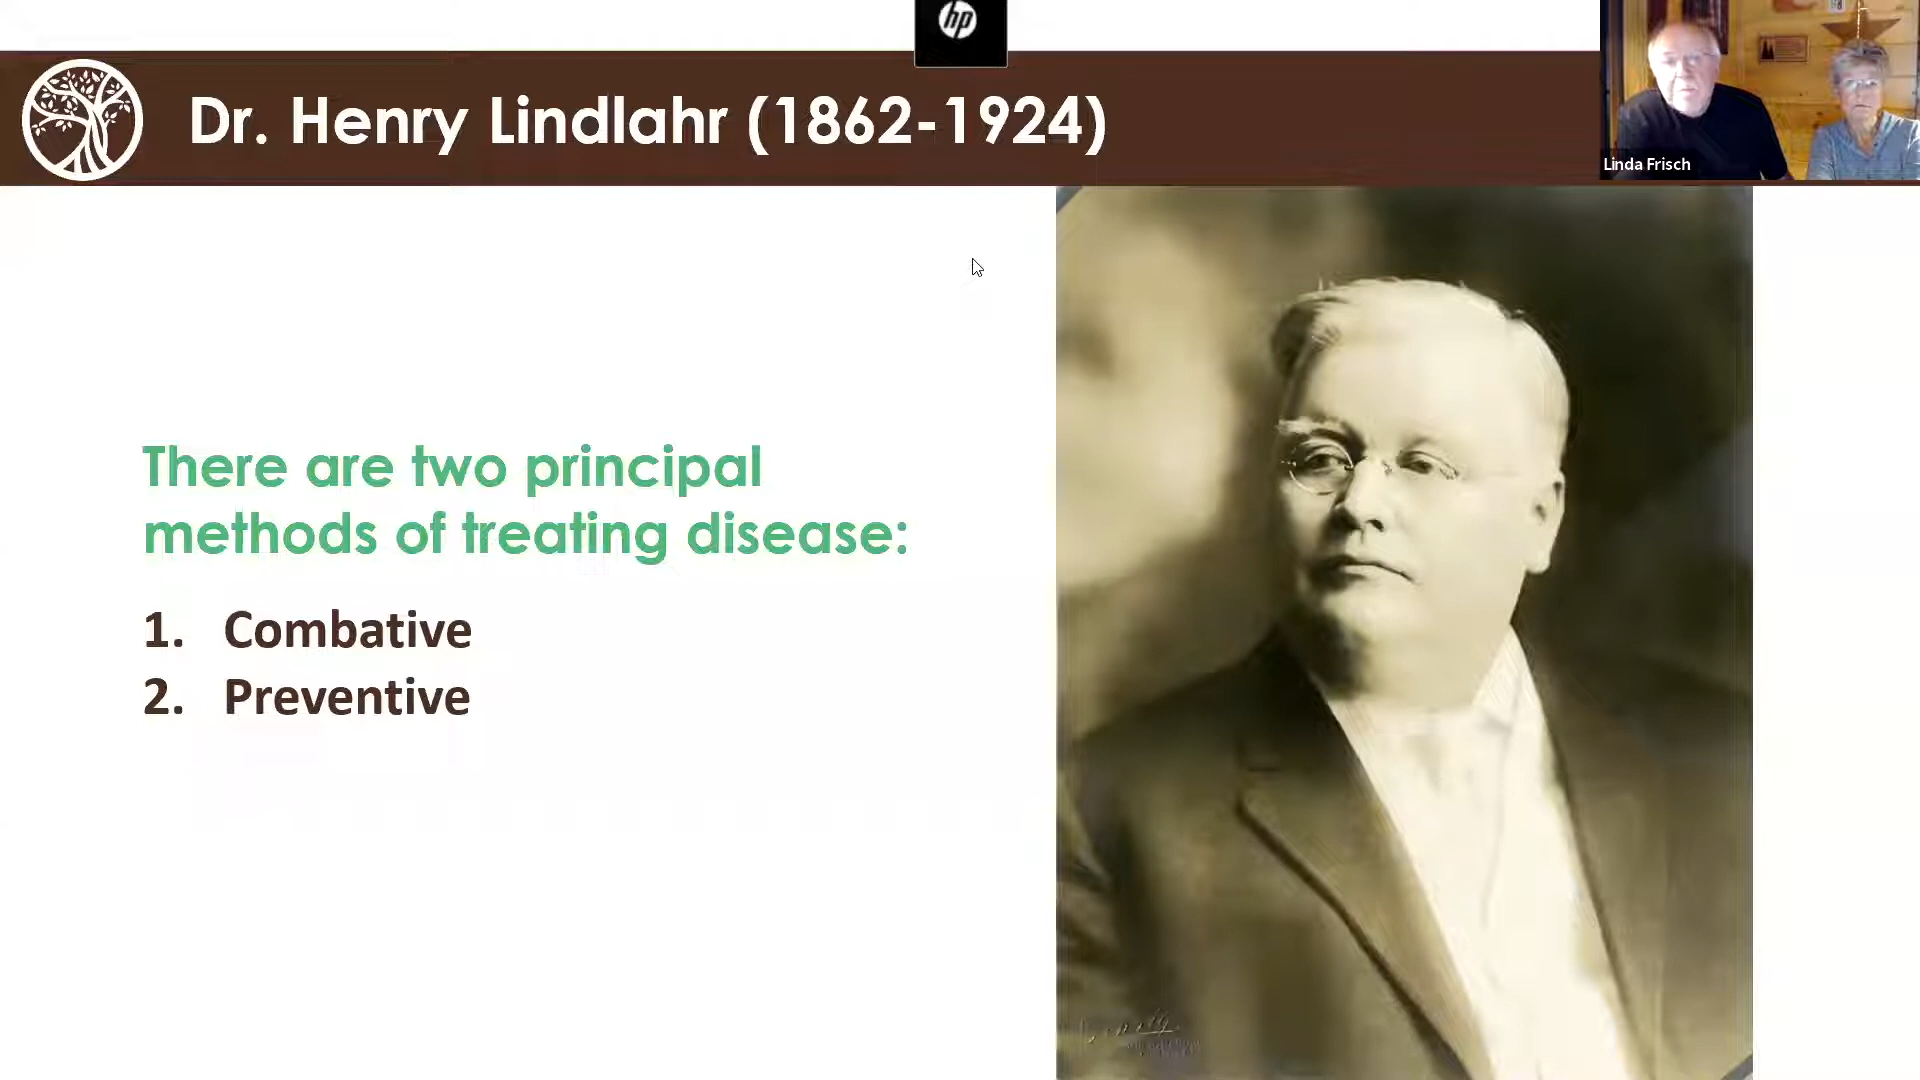 hp
Dr. Henry Lindlahr (1862-1924)
Linda Frisch
There are two principal
methods of treating disease:
1. Combative
2. Preventive